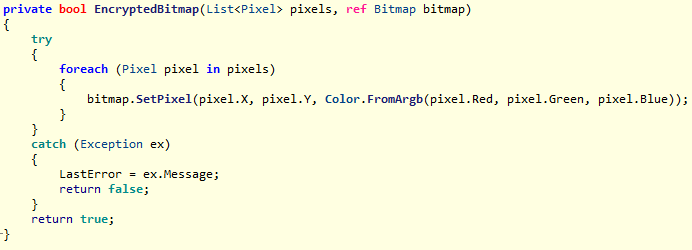 private bool EncryptedBitmap(List<Pixel> pixels, ref Bitmap bitmap)
{
    try
    {
        foreach (Pixel pixel in pixels)
        {
            bitmap.SetPixel(pixel.X, pixel.Y, Color.FromArgb(pixel.Red, pixel.Green, pixel.Blue));
        }
    }
    catch (Exception ex)
    {
        LastError = ex.Message;
        return false;
    }
    return true;
}